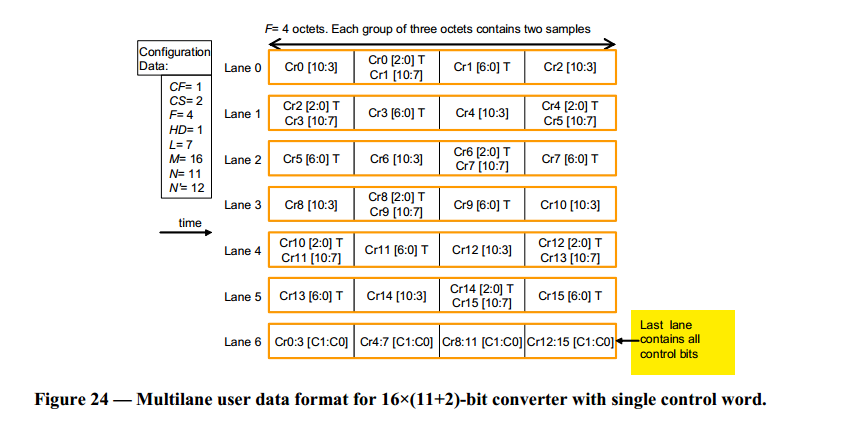 F= 4 octets. Each group of three octets contains two samples
Configuration
Data:
CF= 1
CS= 2
F= 4
HD= 1
L= 7
M= 16
N= 11
N'= 12
time
Lane 0
Cr0 [10:3]
Cr0 [2:0] T
Cr1 [10:7]
Cr1 [6:0] T
Cr2 [10:3]
Lane 1
Cr2 [2:0] T
Cr3 [10:7]
Cr3 [6:0] T
Cr4 [10:3]
Cr4 [2:0] T
Cr5 [10:7]
Lane 2
Cr5 [6:0] T
Cr6 [10:3]
Cr6 [2:0] T
Cr7 [10:7]
Cr7 [6:0] T
Lane 3
Cr8 [10:3]
Cr8 [2:0] T
Cr9 [10:7]
Cr9 [6:0] T
Cr10 [10:3]
Lane 4
Cr10 [2:0] T
Cr11 [10:7]
Cr11 [6:0] T
Cr12 [10:3]
Cr12 [2:0] T
Cr13 [10:7]
Lane 5
Cr13 [6:0] T
Cr14 [10:3]
Cr14 [2:0] T
Cr15 [10:7]
Cr15 [6:0] T
Lane 6
Cr0:3 [C1:C0]
Cr4:7 [C1:C0]
Cr8:11 [C1:C0]
Cr12:15 [C1:C0]
Last lane
contains all
control bits
Figure 24 — Multilane user data format for 16×(11+2)-bit converter with single control word.